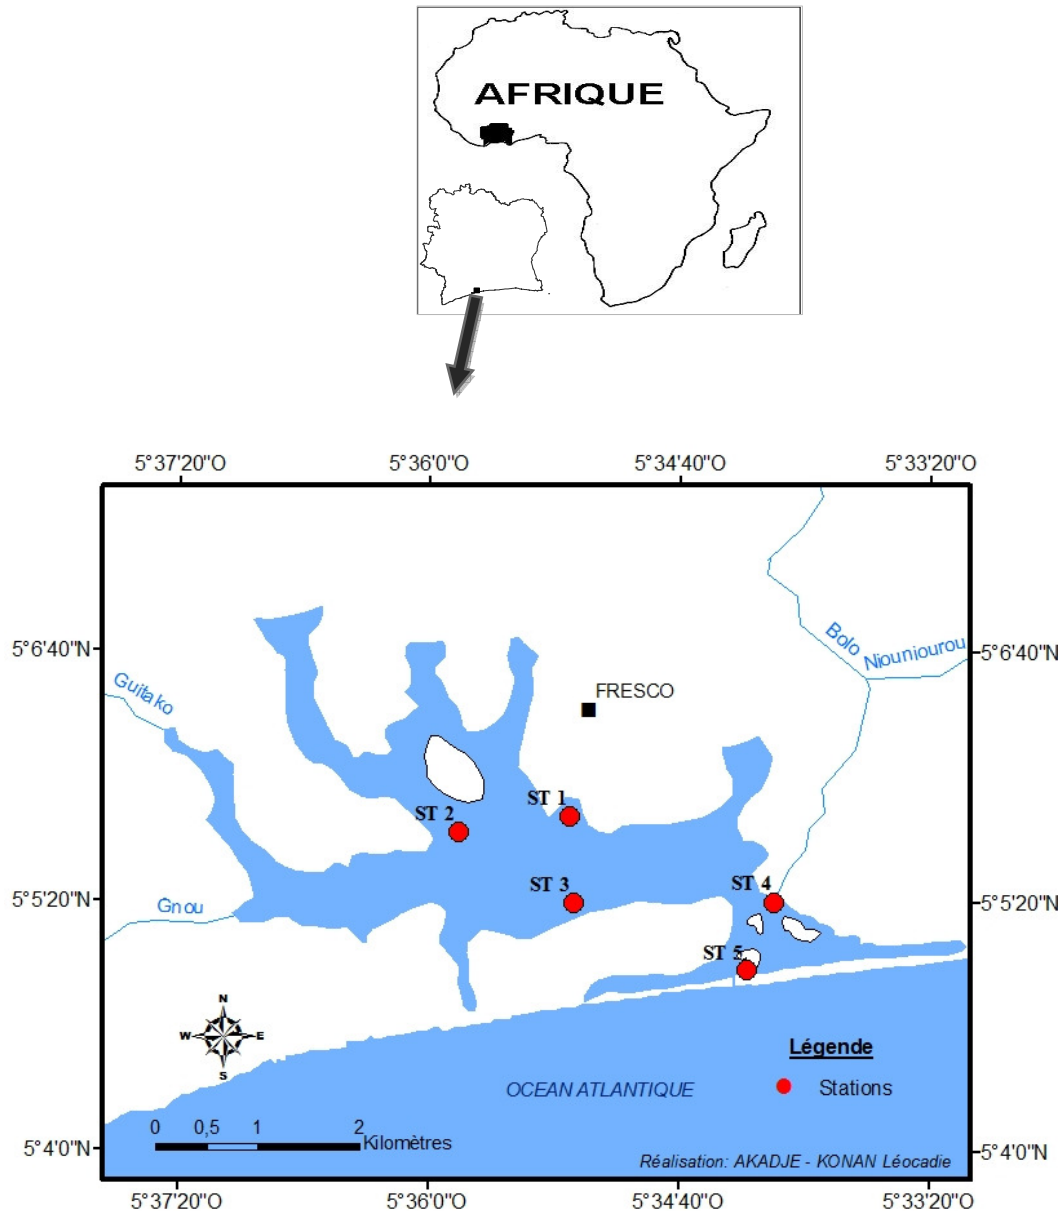 AFRIQUE
5°37'20"O 5°36'0"O 5°34'40"O 5°33'20"O
5°6'40"N
5°6'40"N
Bolo
Niouniourou
Guitako
FRESCO
ST 1
ST 2
ST 3
ST 4
5°5'20"N
5°5'20"N
Gnou
ST 5
N
W E
S
Légende
Stations
OCEAN ATLANTIQUE
0 0,5 1 2
Kilomètres
5°4'0"N
5°4'0"N
Réalisation: AKADJE - KONAN Léocadie
5°37'20"O 5°36'0"O 5°34'40"O 5°33'20"O